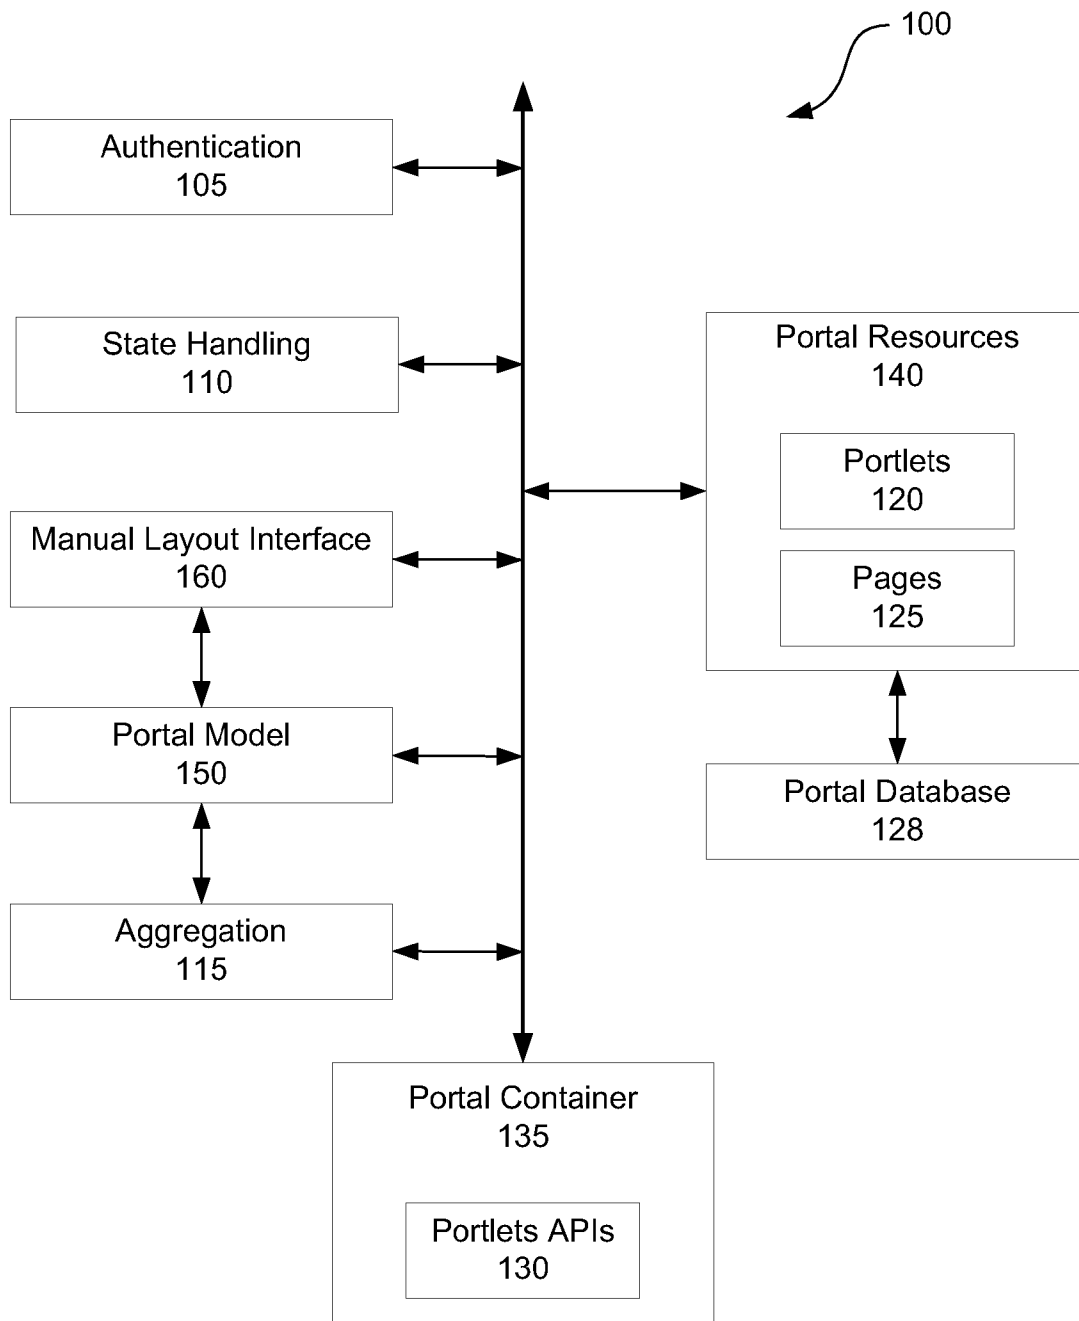 100
Authentication
105
State Handling
110
Portal Resources
140
Portlets
120
Manual Layout Interface
160
Pages
125
Portal Model
150
Portal Database
128
Aggregation
115
Portal Container
135
Portlets APIs
130